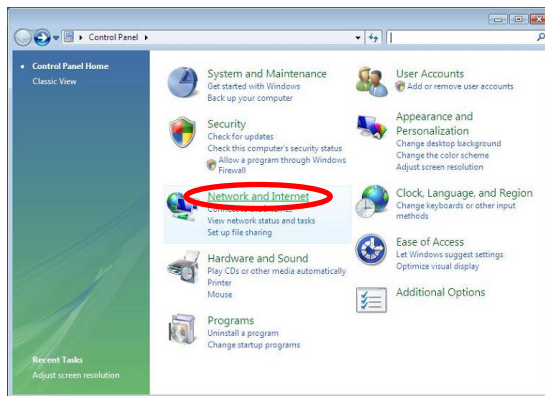 Control Panel
Control Panel Home
Classic View
System and Maintenance
Get started with Windows
Back up your computer
Security
Check for updates
Check this computer's security status
Allow a program through Windows
Firewall
Network and Internet
Connect to the Internet
View network status and tasks
Set up file sharing
Hardware and Sound
Play CDs or other media automatically
Printer
Mouse
Programs
Uninstall a program
Change startup programs
User Accounts
Add or remove user accounts
Appearance and
Personalization
Change desktop background
Change the color scheme
Adjust screen resolution
Clock, Language, and Region
Change keyboards or other input
methods
Ease of Access
Let Windows suggest settings
Optimize visual display
Additional Options
Recent Tasks
Adjust screen resolution